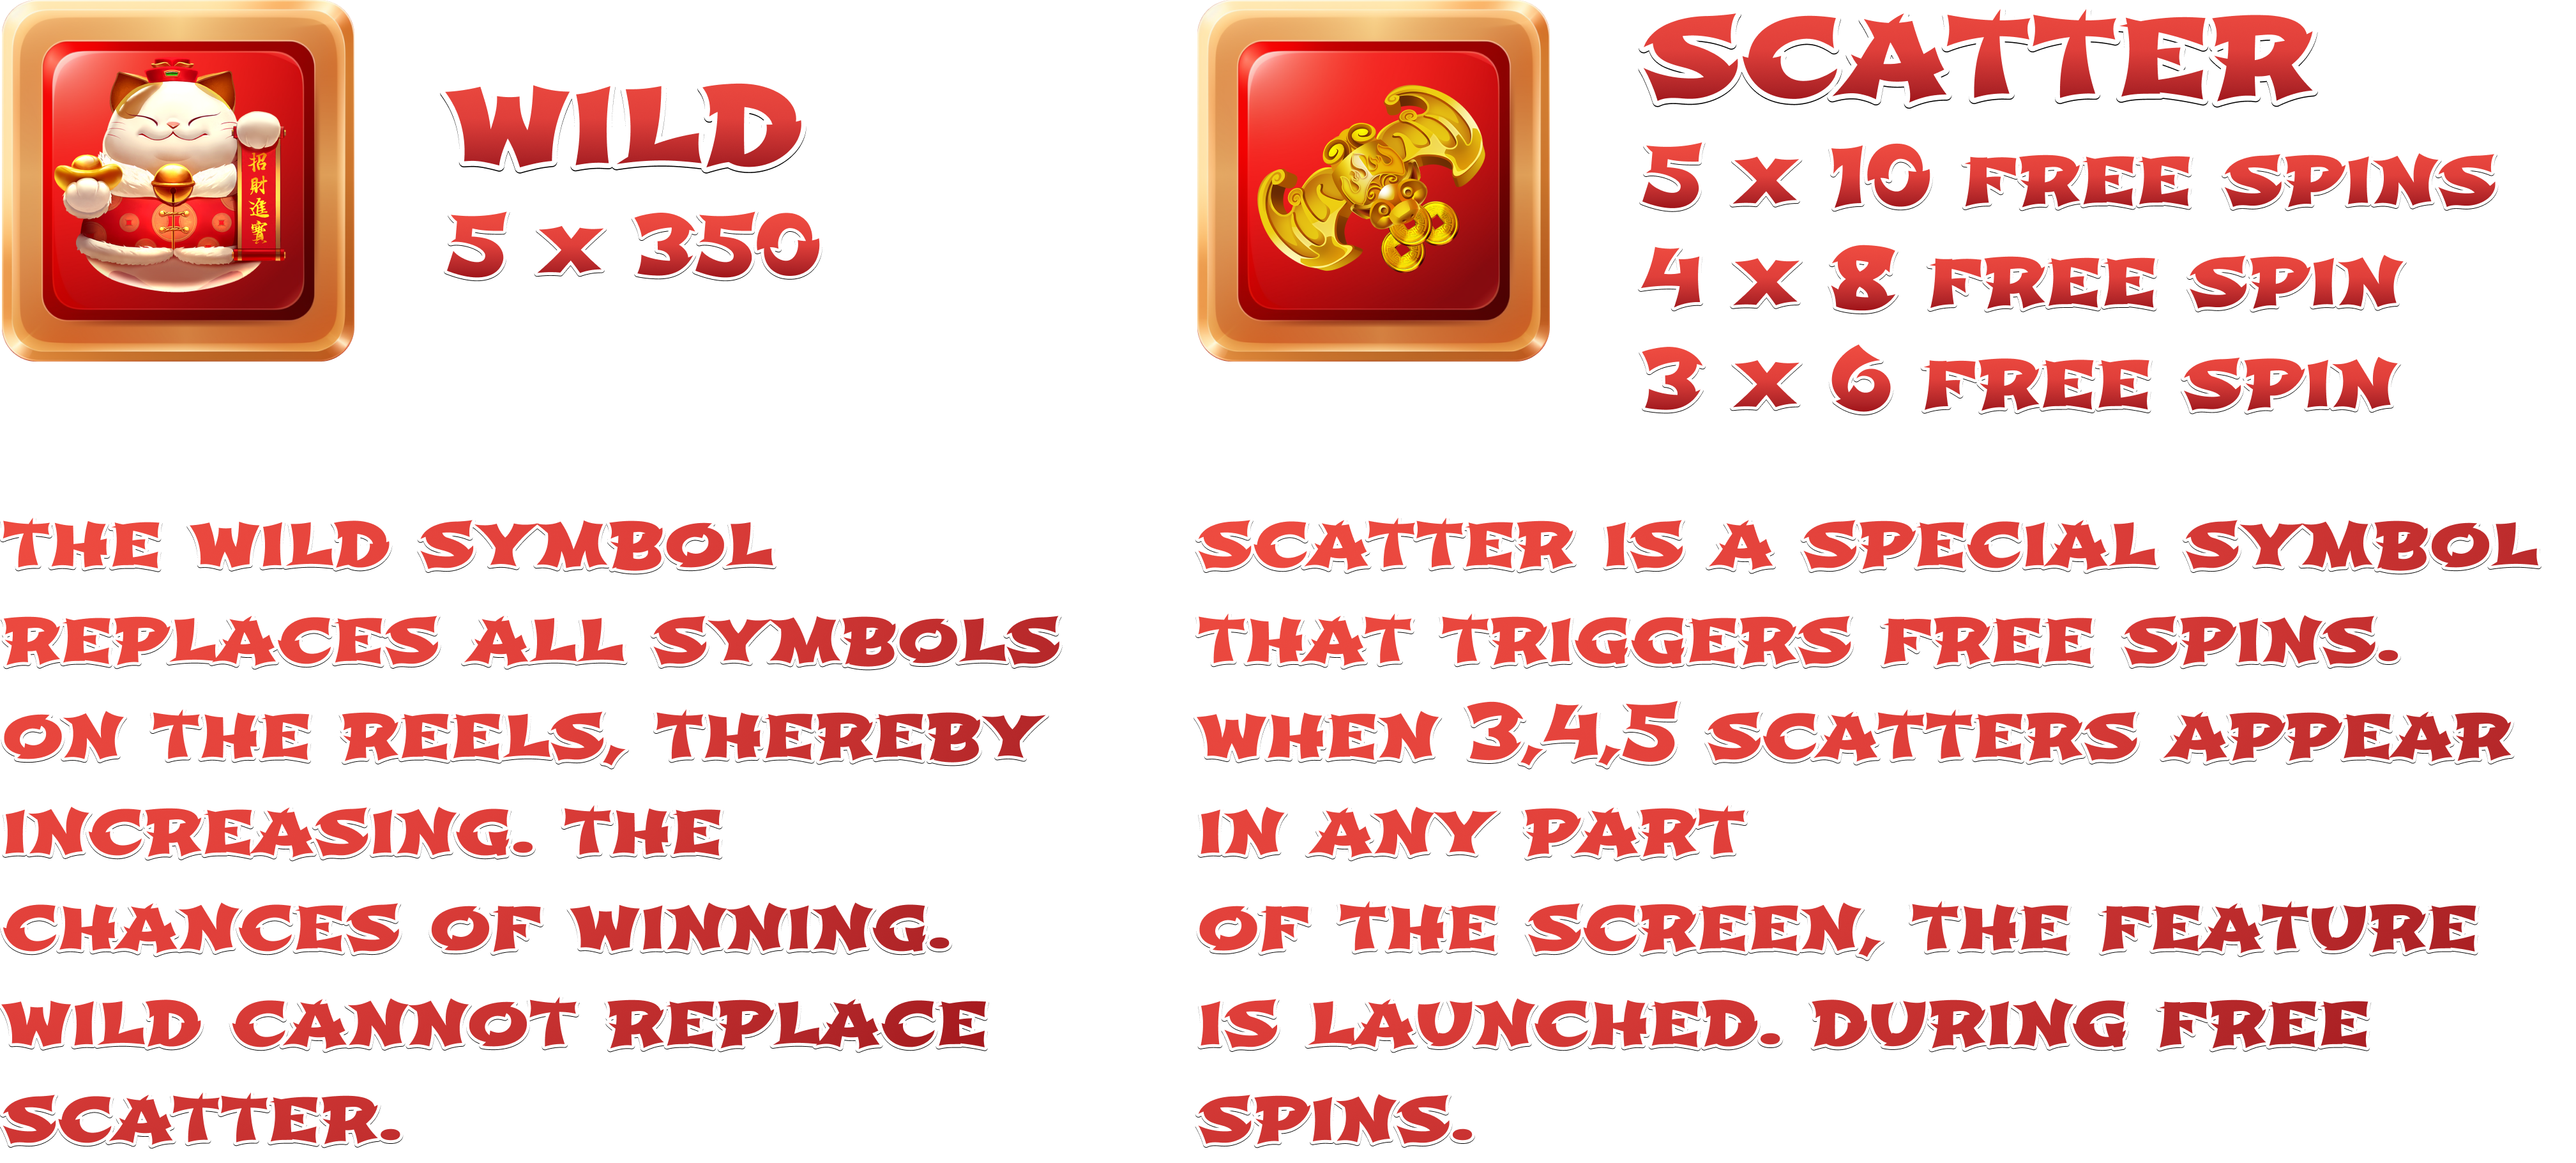 招財進寶
WILD
5 x 350
THE WILD SYMBOL
REPLACES ALL SYMBOLS
ON THE REELS, THEREBY
INCREASING. THE
CHANCES OF WINNING.
WILD CANNOT REPLACE
SCATTER.
SCATTER
5 x 10 FREE SPINS
4 x 8 FREE SPIN
3 x 6 FREE SPIN
SCATTER IS A SPECIAL SYMBOL
THAT TRIGGERS FREE SPINS.
WHEN 3,4,5 SCATTERS APPEAR
IN ANY PART
OF THE SCREEN, THE FEATURE
IS LAUNCHED. DURING FREE
SPINS.